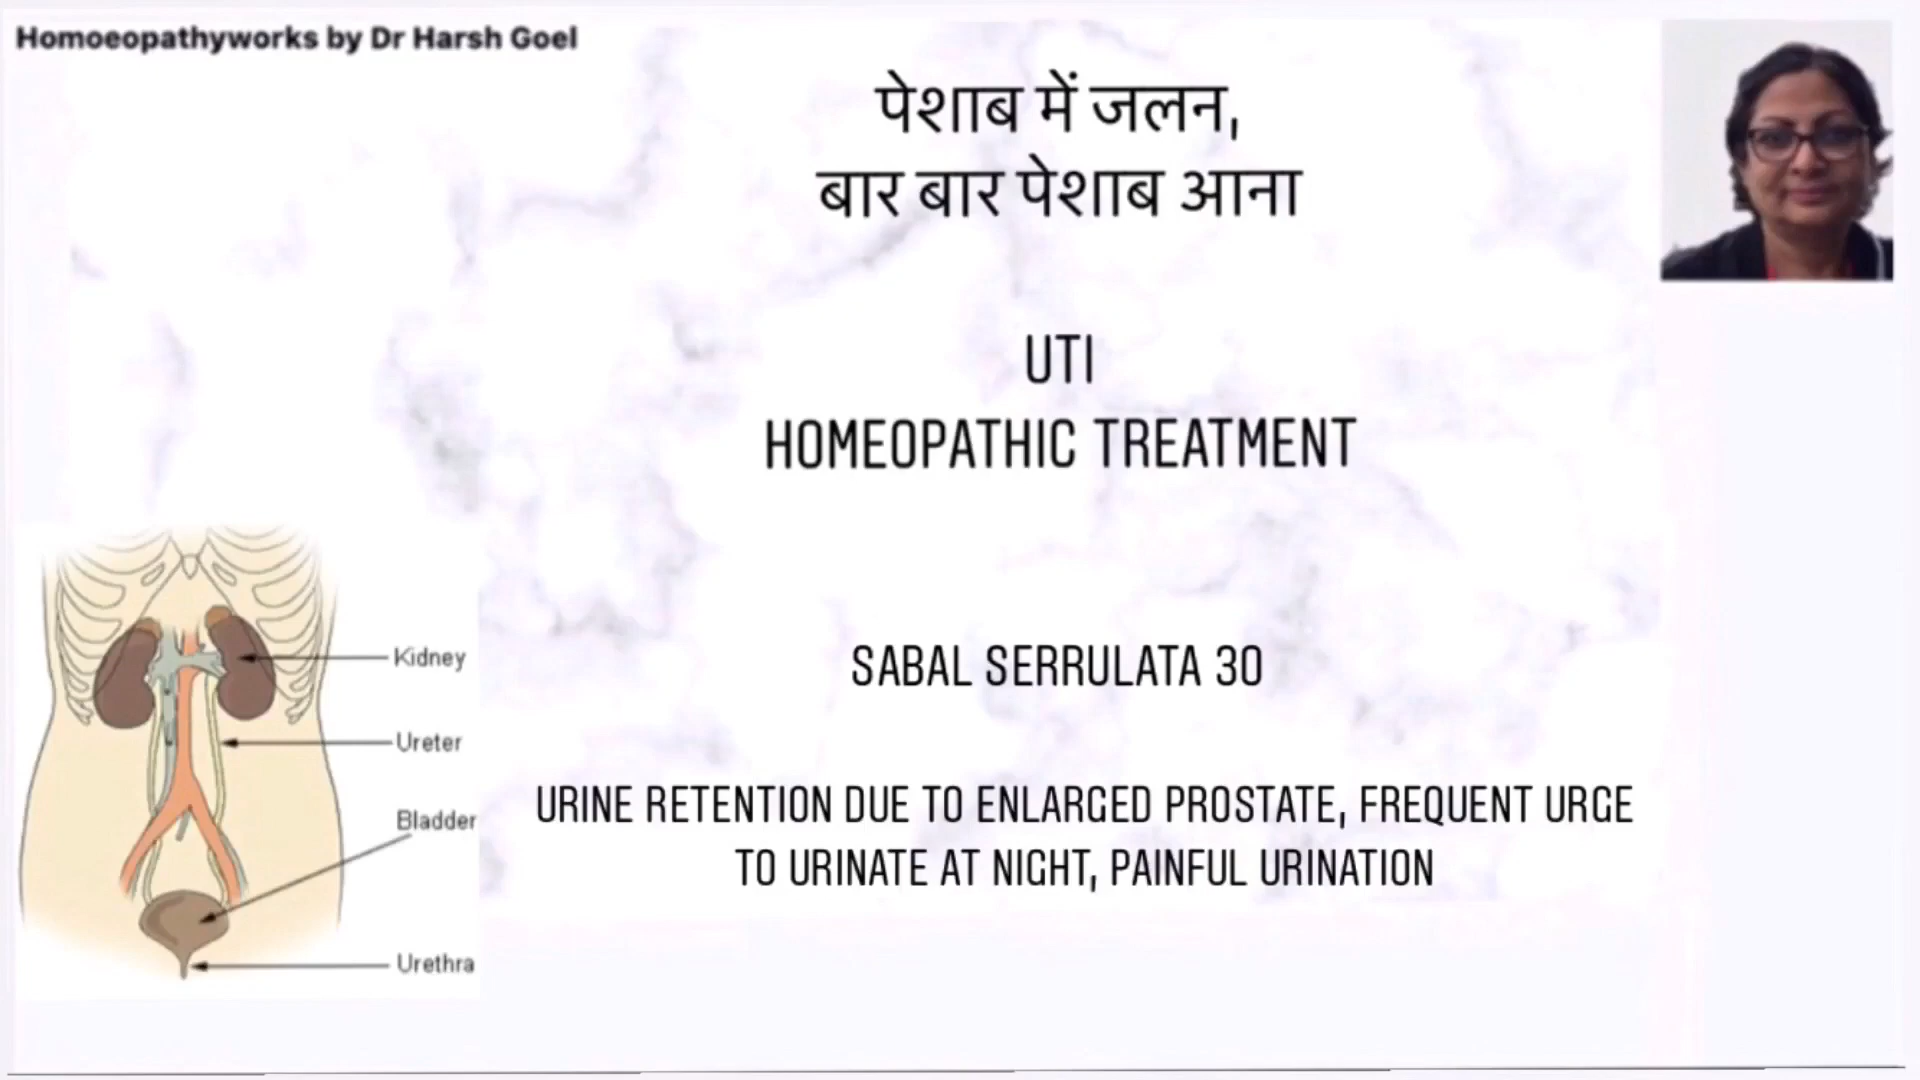 Homoeopathyworks by Dr Harsh Goel
पेशाब में जलन,
बार बार पेशाब आना
UTI
HOMEOPATHIC TREATMENT
SABAL SERRULATA 30
URINE RETENTION DUE TO ENLARGED PROSTATE, FREQUENT URGE
TO URINATE AT NIGHT, PAINFUL URINATION
Kidney
Ureter
Bladder
Urethra